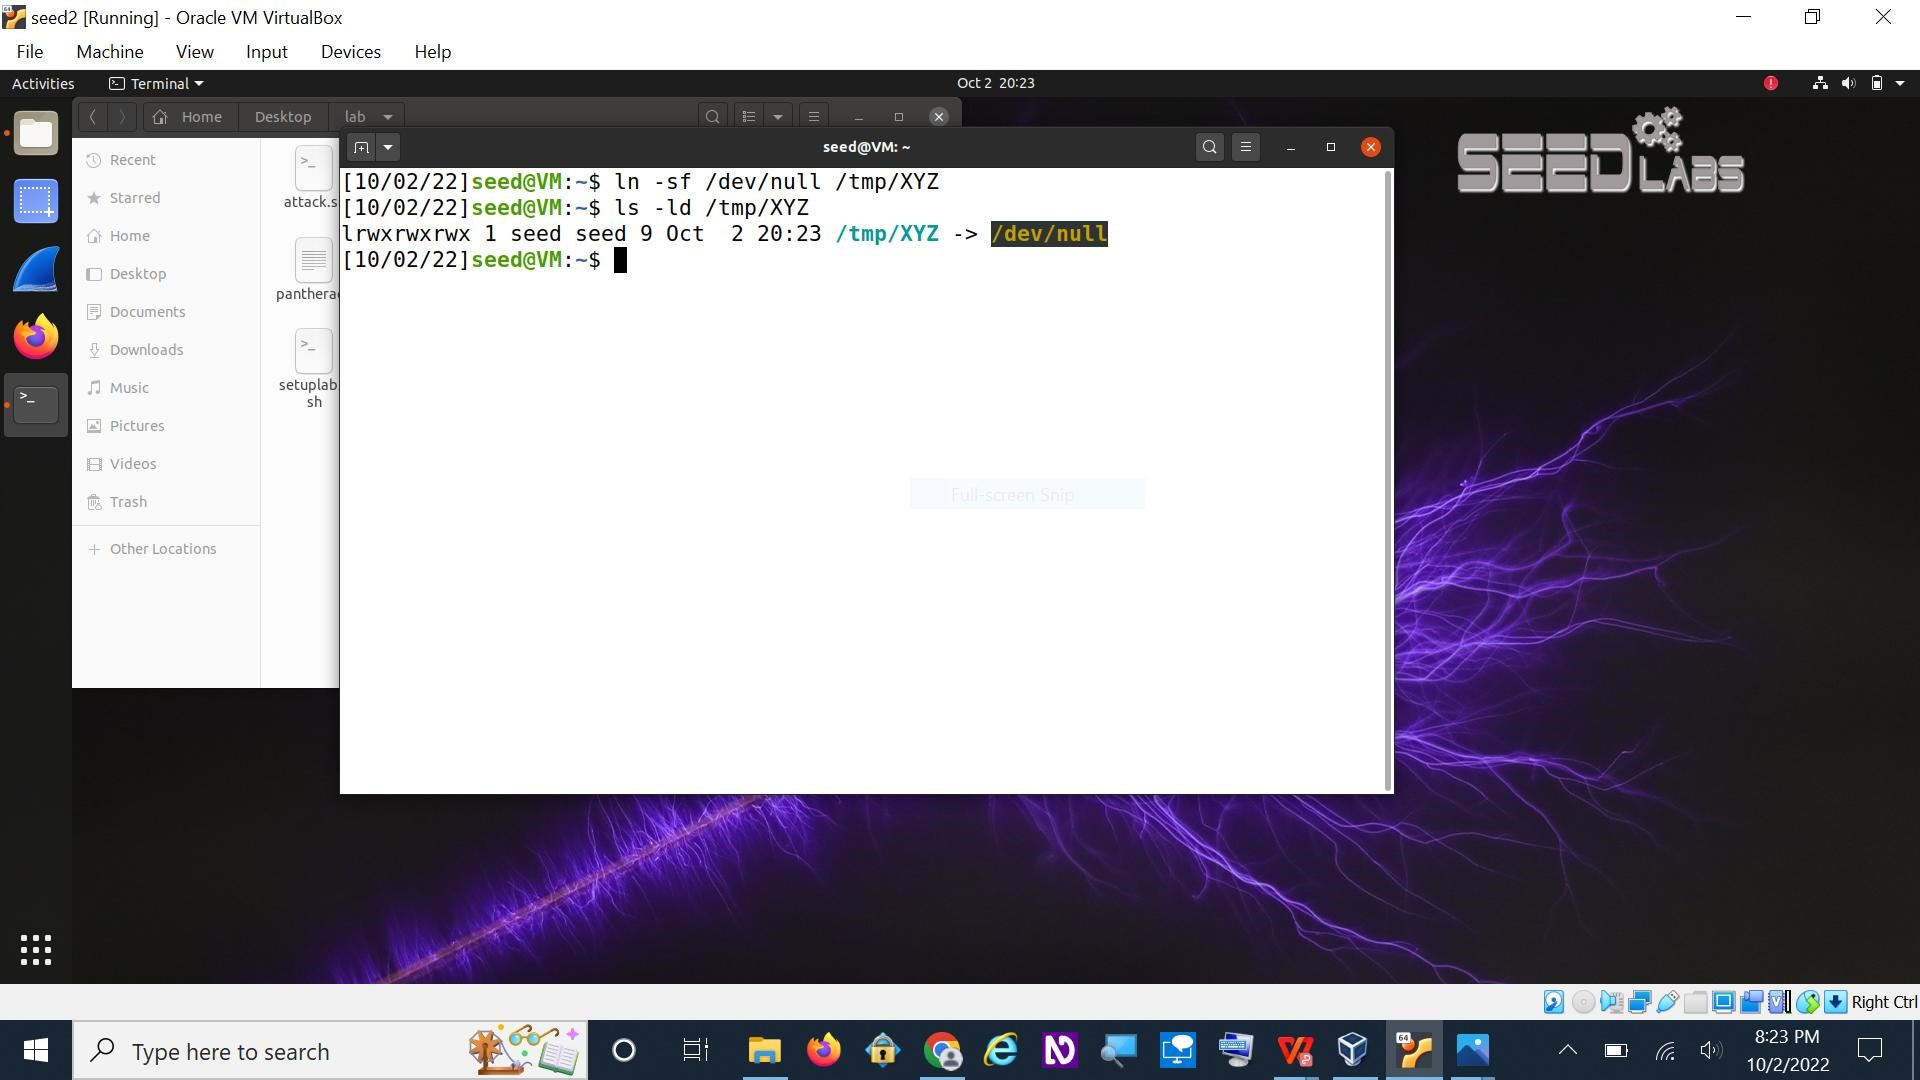 seed2 [Running] - Oracle VM VirtualBox
File Machine View Input Devices Help
Activities Terminal Oct 2 20:23
Home Desktop lab
seed@VM: ~
Recent
Starred
Home
Desktop
Documents
Downloads
Music
Pictures
Videos
Trash
Other Locations
attack.s
panthera
setuplab
sh
[10/02/22]seed@VM:~$ ln -sf /dev/null /tmp/XYZ
[10/02/22]seed@VM:~$ ls -ld /tmp/XYZ
lrwxrwxrwx 1 seed seed 9 Oct  2 20:23 /tmp/XYZ -> /dev/null
[10/02/22]seed@VM:~$
Full-screen Snip
SEEDLABS
Right Ctrl
Type here to search
8:23 PM
10/2/2022